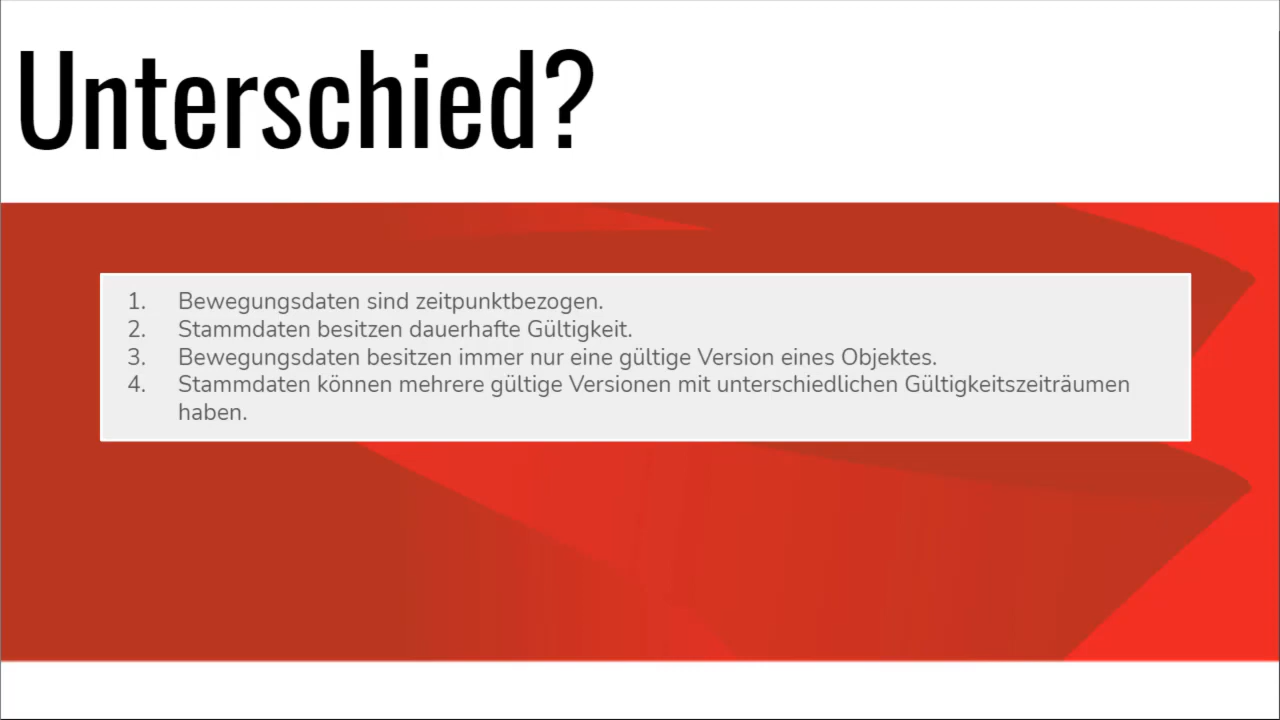 Unterschied?
1. Bewegungsdaten sind zeitpunktbezogen.
2. Stammdaten besitzen dauerhafte Gültigkeit.
3. Bewegungsdaten besitzen immer nur eine gültige Version eines Objektes.
4. Stammdaten können mehrere gültige Versionen mit unterschiedlichen Gültigkeitszeiträumen
haben.